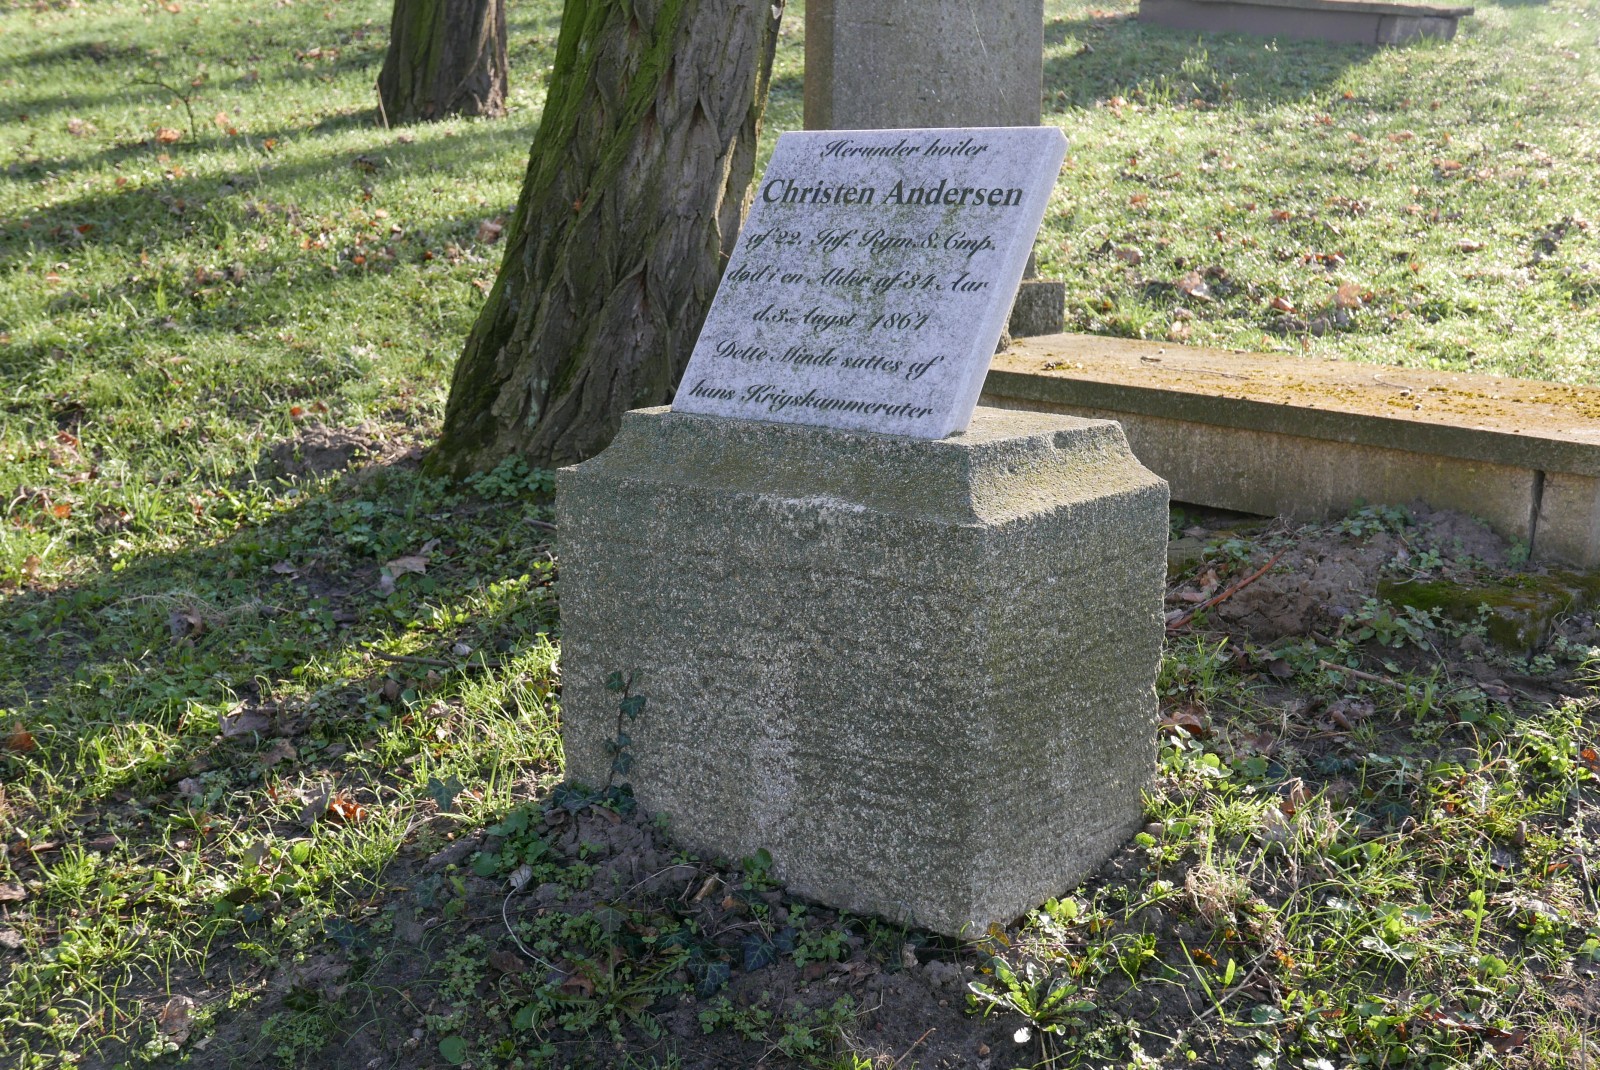 Herunder hviler
Christen Andersen
af 22. Inf. Rgm. 8. Cmp.
død i en Alder af 34 Aar
d. 3. Augst 1864
Dette Minde sattes af
hans Krigskammerater